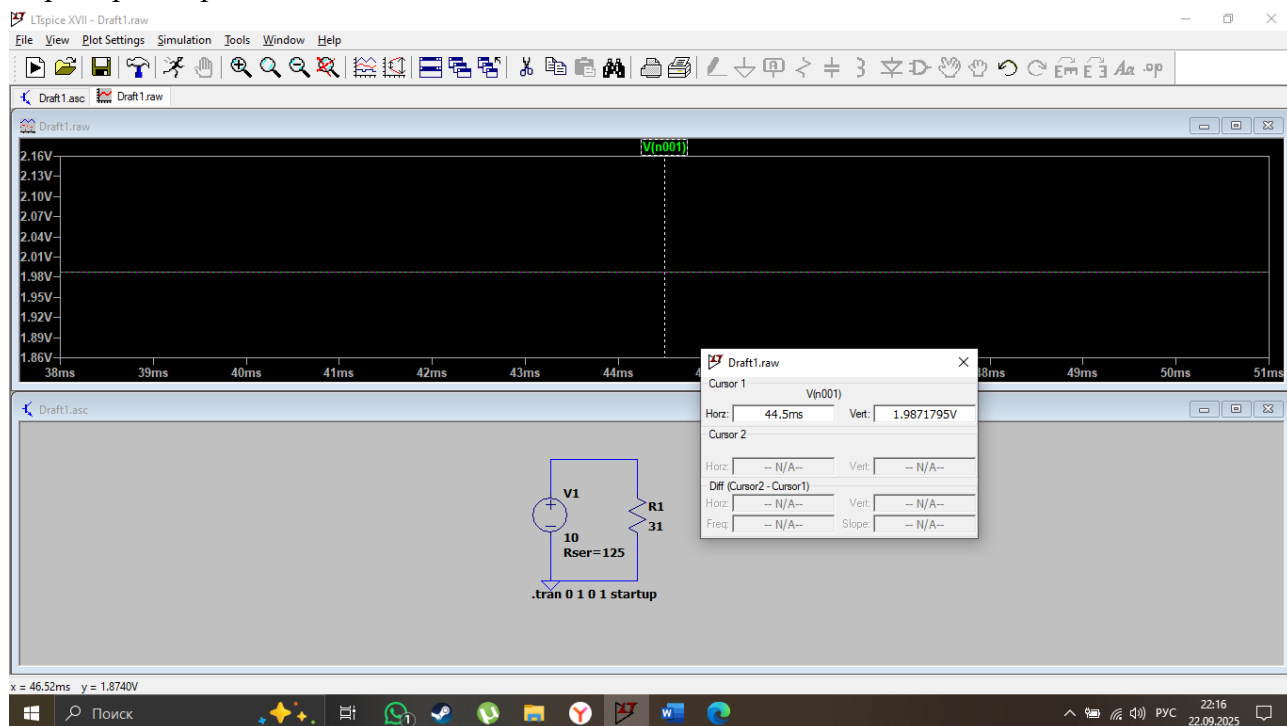 LTspice XVII - Draft1.raw
File View Plot Settings Simulation Tools Window Help
Draft1.asc Draft1.raw
Draft1.raw
V(n001)
2.16V
2.13V
2.10V
2.07V
2.04V
2.01V
1.98V
1.95V
1.92V
1.89V
1.86V
38ms 39ms 40ms 41ms 42ms 43ms 44ms 4 48ms 49ms 50ms 51ms
Draft1.raw
Cursor 1
V(n001)
Horz: 44.5ms Vert: 1.9871795V
Cursor 2
Horz: -- N/A-- Vert: -- N/A--
Diff (Cursor2 - Cursor1)
Horz: -- N/A-- Vert: -- N/A--
Freq: -- N/A-- Slope: -- N/A--
Draft1.asc
V1
R1
31
10
Rser=125
.tran 0 1 0 1 startup
x = 46.52ms y = 1.8740V
Поиск
РУС
22:16
22.09.2025